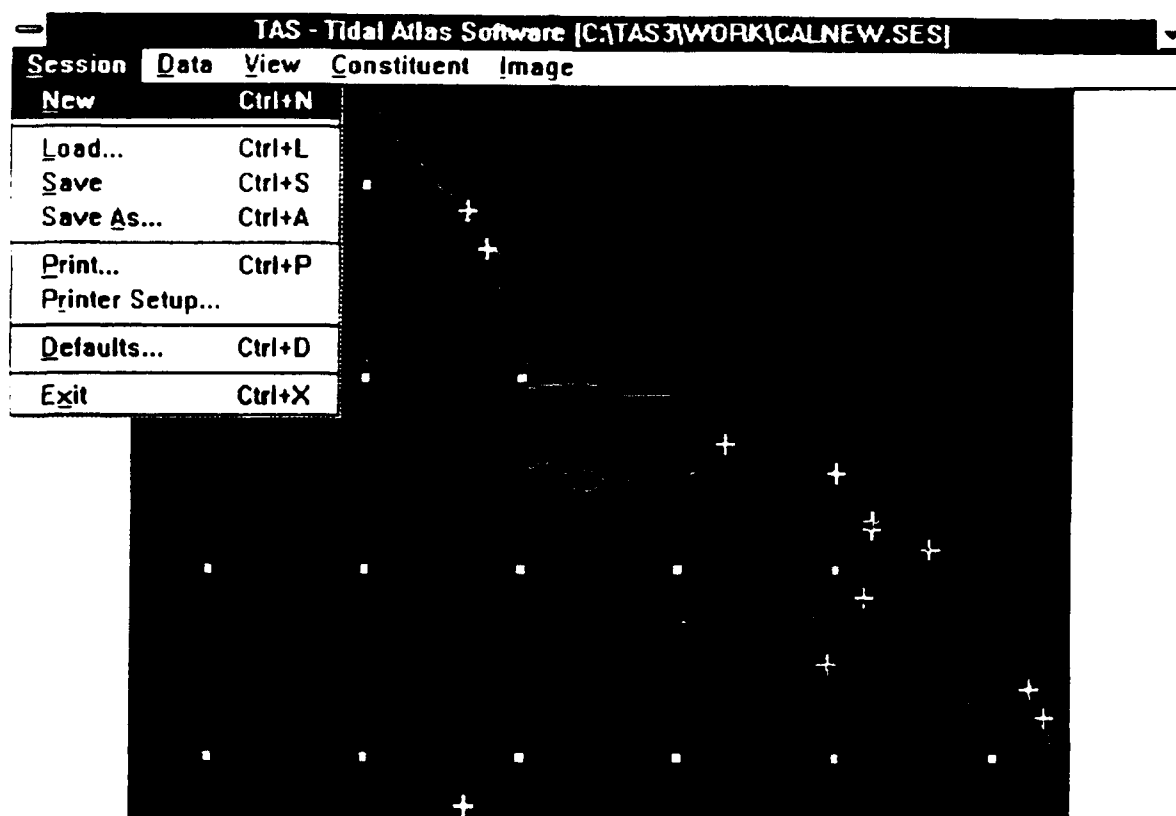 TAS - Tidal Atlas Software [C:\TAS3\WORK\CALNEW.SES]
Session Data View Constituent Image
New Ctrl+N
Load... Ctrl+L
Save Ctrl+S
Save As... Ctrl+A
Print... Ctrl+P
Printer Setup...
Defaults... Ctrl+D
Exit Ctrl+X